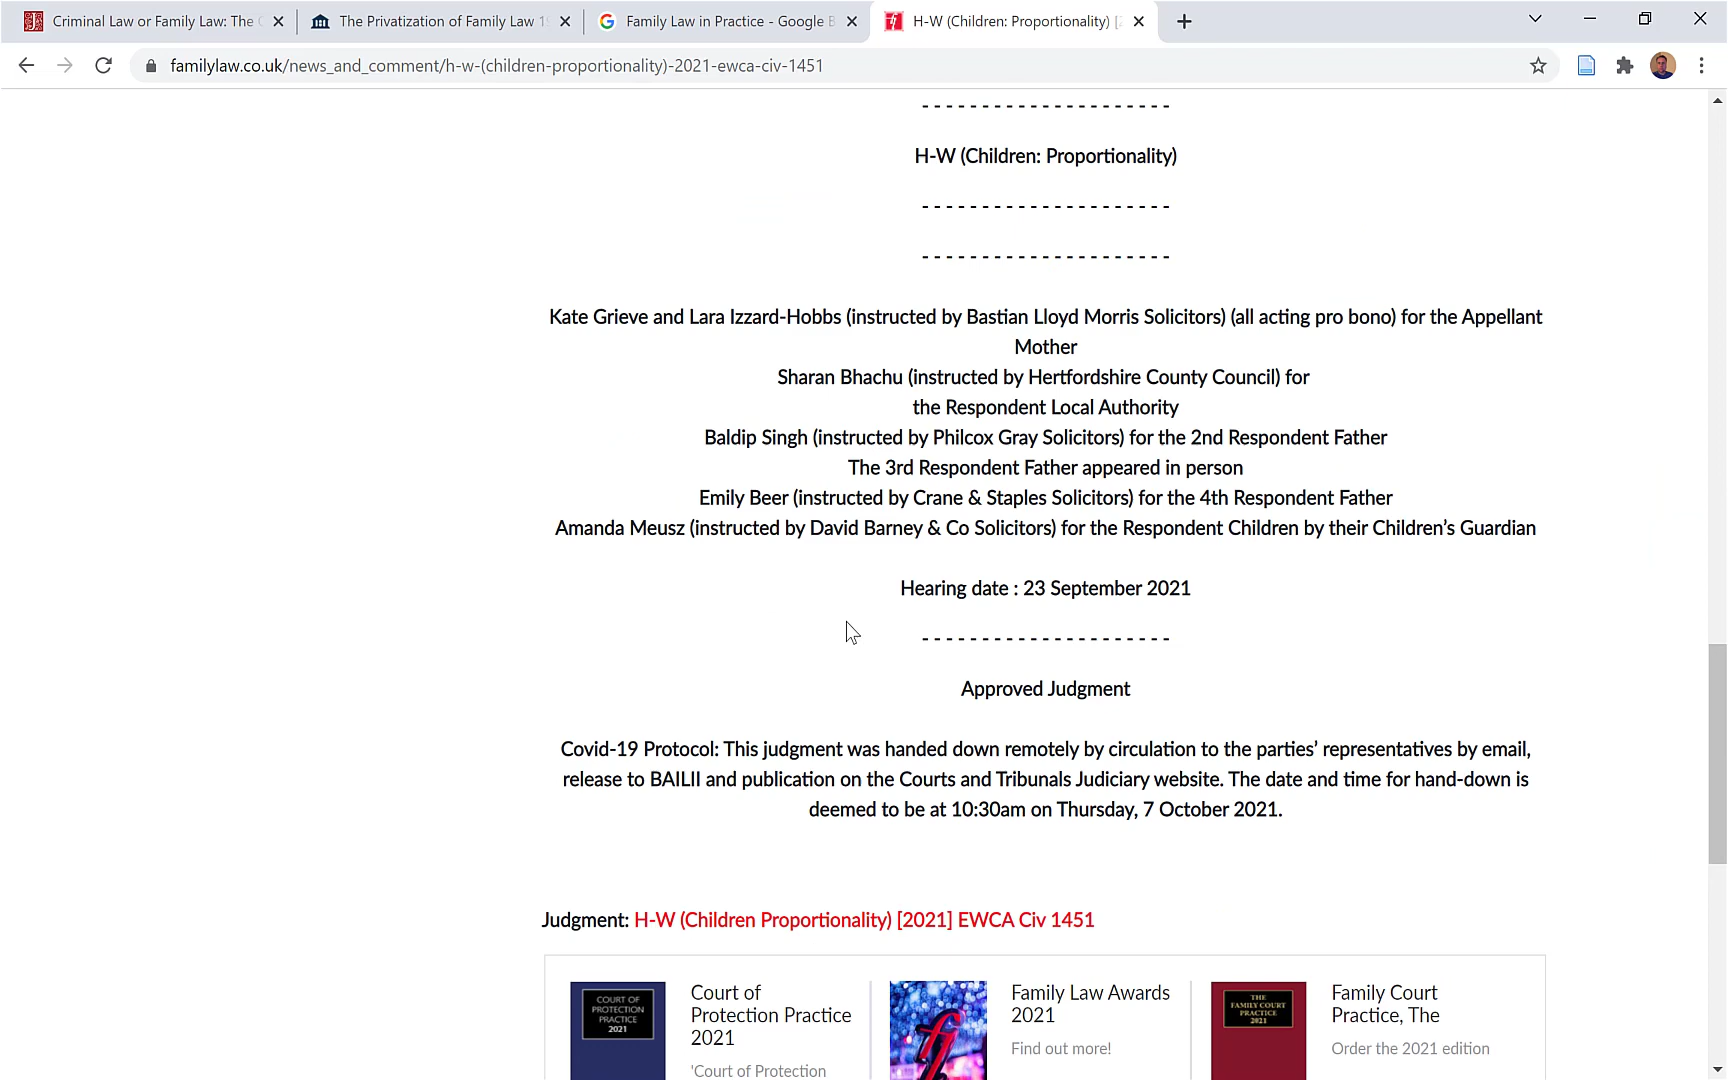 Criminal Law or Family Law: The
The Privatization of Family Law 1
Family Law in Practice - Google B
H-W (Children: Proportionality) [2
familylaw.co.uk/news_and_comment/h-w-(children-proportionality)-2021-ewca-civ-1451
- - - - - - - - - - - - - - - - - - - - -
H-W (Children: Proportionality)
- - - - - - - - - - - - - - - - - - - - -
- - - - - - - - - - - - - - - - - - - - -
Kate Grieve and Lara Izzard-Hobbs (instructed by Bastian Lloyd Morris Solicitors) (all acting pro bono) for the Appellant
Mother
Sharan Bhachu (instructed by Hertfordshire County Council) for
the Respondent Local Authority
Baldip Singh (instructed by Philcox Gray Solicitors) for the 2nd Respondent Father
The 3rd Respondent Father appeared in person
Emily Beer (instructed by Crane & Staples Solicitors) for the 4th Respondent Father
Amanda Meusz (instructed by David Barney & Co Solicitors) for the Respondent Children by their Children’s Guardian
Hearing date : 23 September 2021
- - - - - - - - - - - - - - - - - - - - -
Approved Judgment
Covid-19 Protocol: This judgment was handed down remotely by circulation to the parties’ representatives by email,
release to BAILII and publication on the Courts and Tribunals Judiciary website. The date and time for hand-down is
deemed to be at 10:30am on Thursday, 7 October 2021.
Judgment: H-W (Children Proportionality) [2021] EWCA Civ 1451
COURT OF
PROTECTION
PRACTICE
2021
Court of
Protection Practice
2021
'Court of Protection
Family Law Awards
2021
Find out more!
THE
FAMILY COURT
PRACTICE
2021
Family Court
Practice, The
Order the 2021 edition